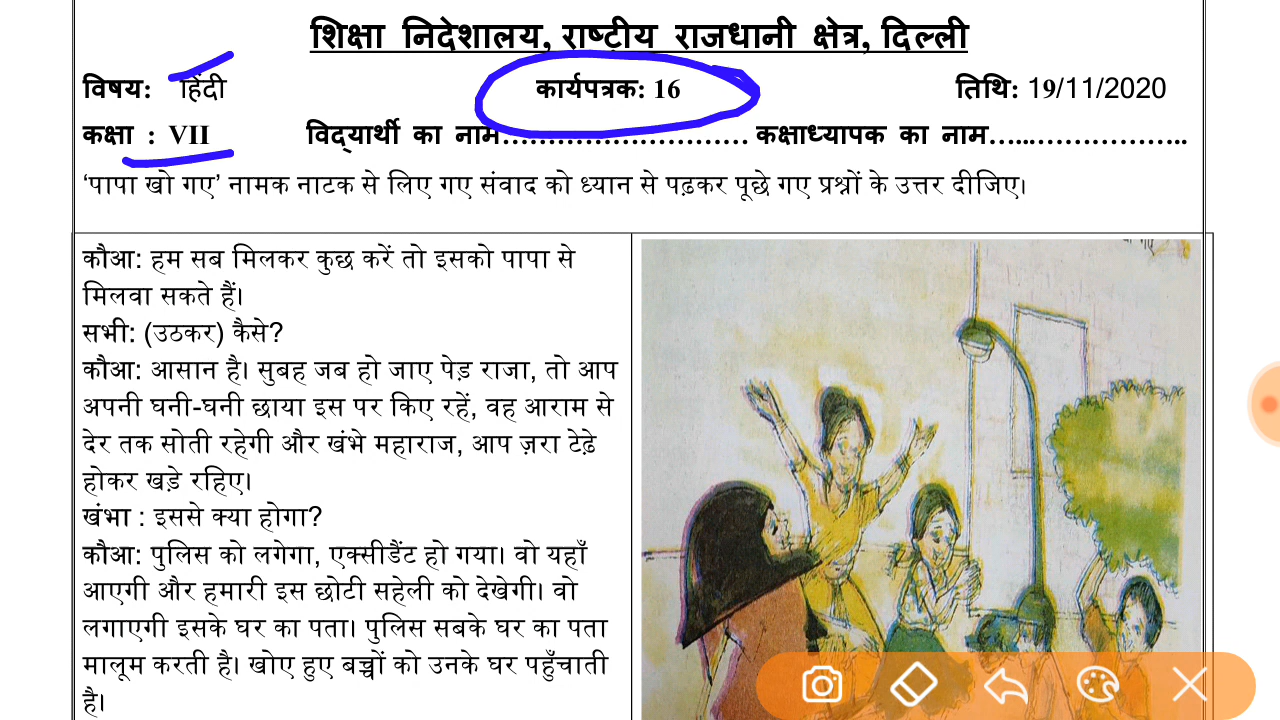 शिक्षा निदेशालय, राष्ट्रीय राजधानी क्षेत्र, दिल्ली
विषय: हिंदी कार्यपत्रक: 16 तिथि: 19/11/2020
कक्षा : VII विद्यार्थी का नाम........................... कक्षाध्यापक का नाम......................
‘पापा खो गए’ नामक नाटक से लिए गए संवाद को ध्यान से पढ़कर पूछे गए प्रश्नों के उत्तर दीजिए।
कौआ: हम सब मिलकर कुछ करें तो इसको पापा से
मिलवा सकते हैं।
सभी: (उठकर) कैसे?
कौआ: आसान है। सुबह जब हो जाए पेड़ राजा, तो आप
अपनी घनी-घनी छाया इस पर किए रहें, वह आराम से
देर तक सोती रहेगी और खंभे महाराज, आप ज़रा टेढ़े
होकर खड़े रहिए।
खंभा : इससे क्या होगा?
कौआ: पुलिस को लगेगा, एक्सीडैंट हो गया। वो यहाँ
आएगी और हमारी इस छोटी सहेली को देखेगी। वो
लगाएगी इसके घर का पता। पुलिस सबके घर का पता
मालूम करती है। खोए हुए बच्चों को उनके घर पहुँचाती
है।